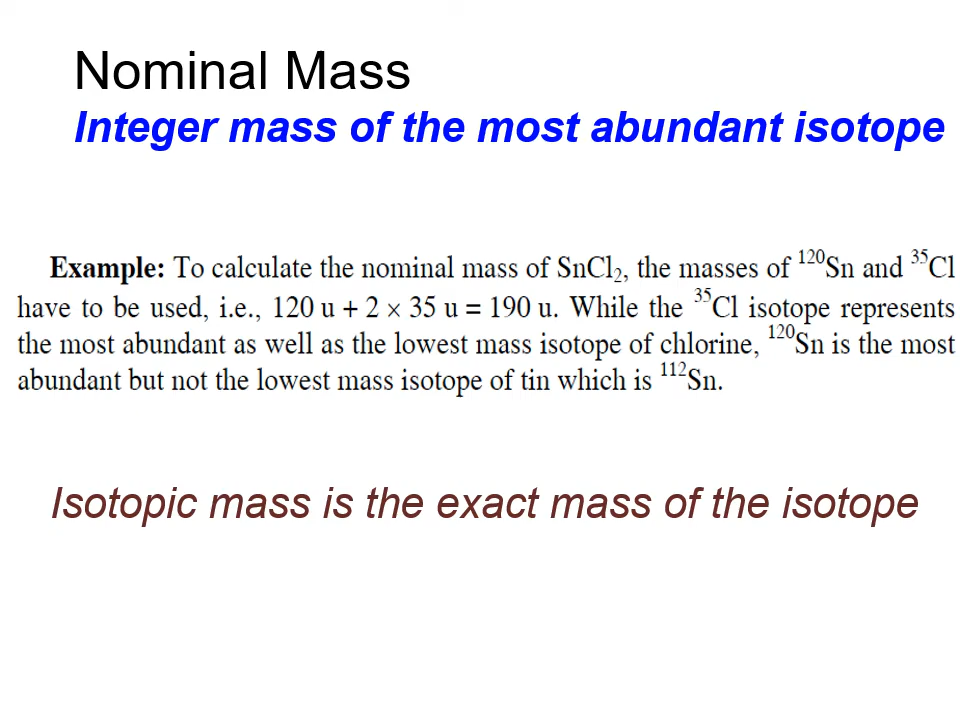 Nominal Mass
Integer mass of the most abundant isotope
Example: To calculate the nominal mass of SnCl₂, the masses of ¹²⁰Sn and ³⁵Cl
have to be used, i.e., 120 u + 2 × 35 u = 190 u. While the ³⁵Cl isotope represents
the most abundant as well as the lowest mass isotope of chlorine, ¹²⁰Sn is the most
abundant but not the lowest mass isotope of tin which is ¹¹²Sn.
Isotopic mass is the exact mass of the isotope